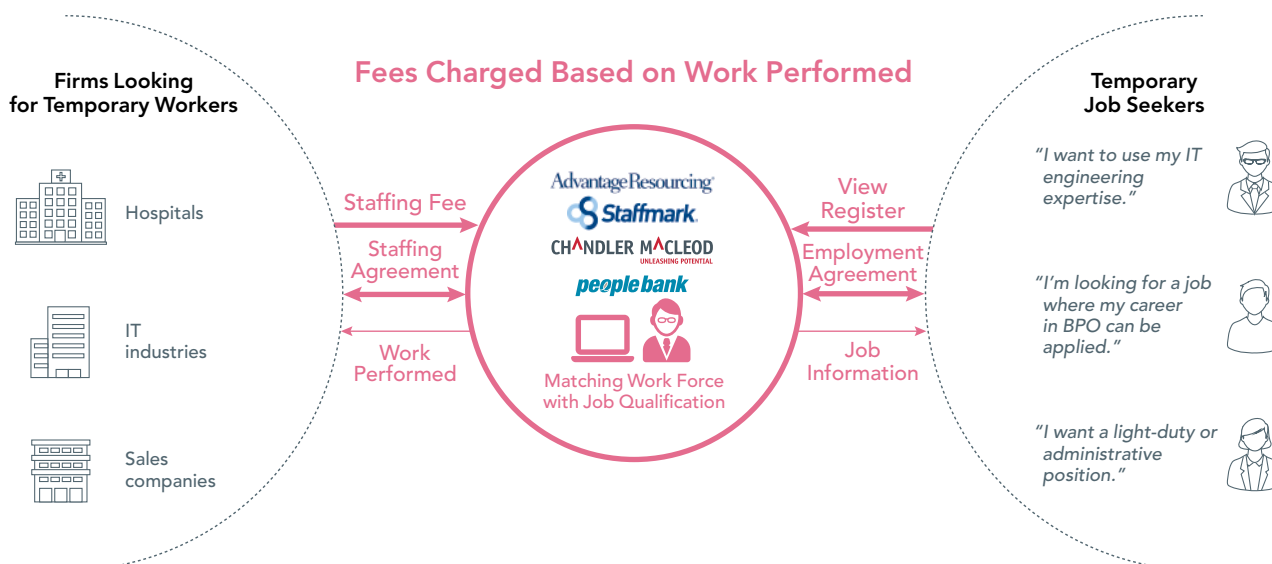 Fees Charged Based on Work Performed
Firms Looking
for Temporary Workers
Hospitals
IT
industries
Sales
companies
Staffing Fee
Staffing
Agreement
Work
Performed
Advantage Resourcing
Staffmark
CHANDLER MACLEOD
UNLEASHING POTENTIAL
peoplebank
Matching Work Force
with Job Qualification
View
Register
Employment
Agreement
Job
Information
Temporary
Job Seekers
“I want to use my IT
engineering
expertise.”
“I’m looking for a job
where my career
in BPO can be
applied.”
“I want a light-duty or
administrative
position.”